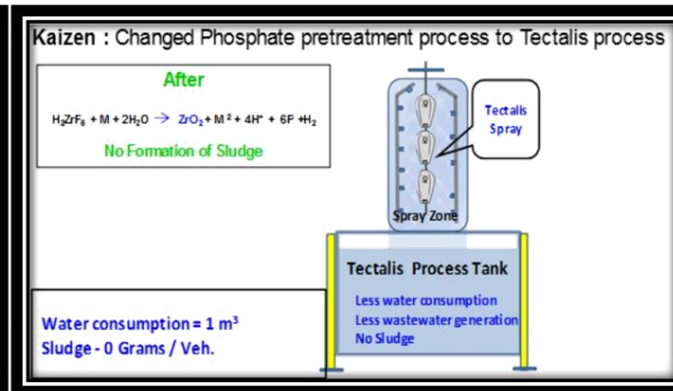 Kaizen : Changed Phosphate pretreatment process to Tectalis process
After
H₂ZrF₆ + M + 2H₂O → ZrO₂ + M² + 4H⁺ + 6F + H₂
No Formation of Sludge
Tectalis
Spray
Spray Zone
Tectalis Process Tank
Less water consumption
Less wastewater generation
No Sludge
Water consumption = 1 m³
Sludge - 0 Grams / Veh.